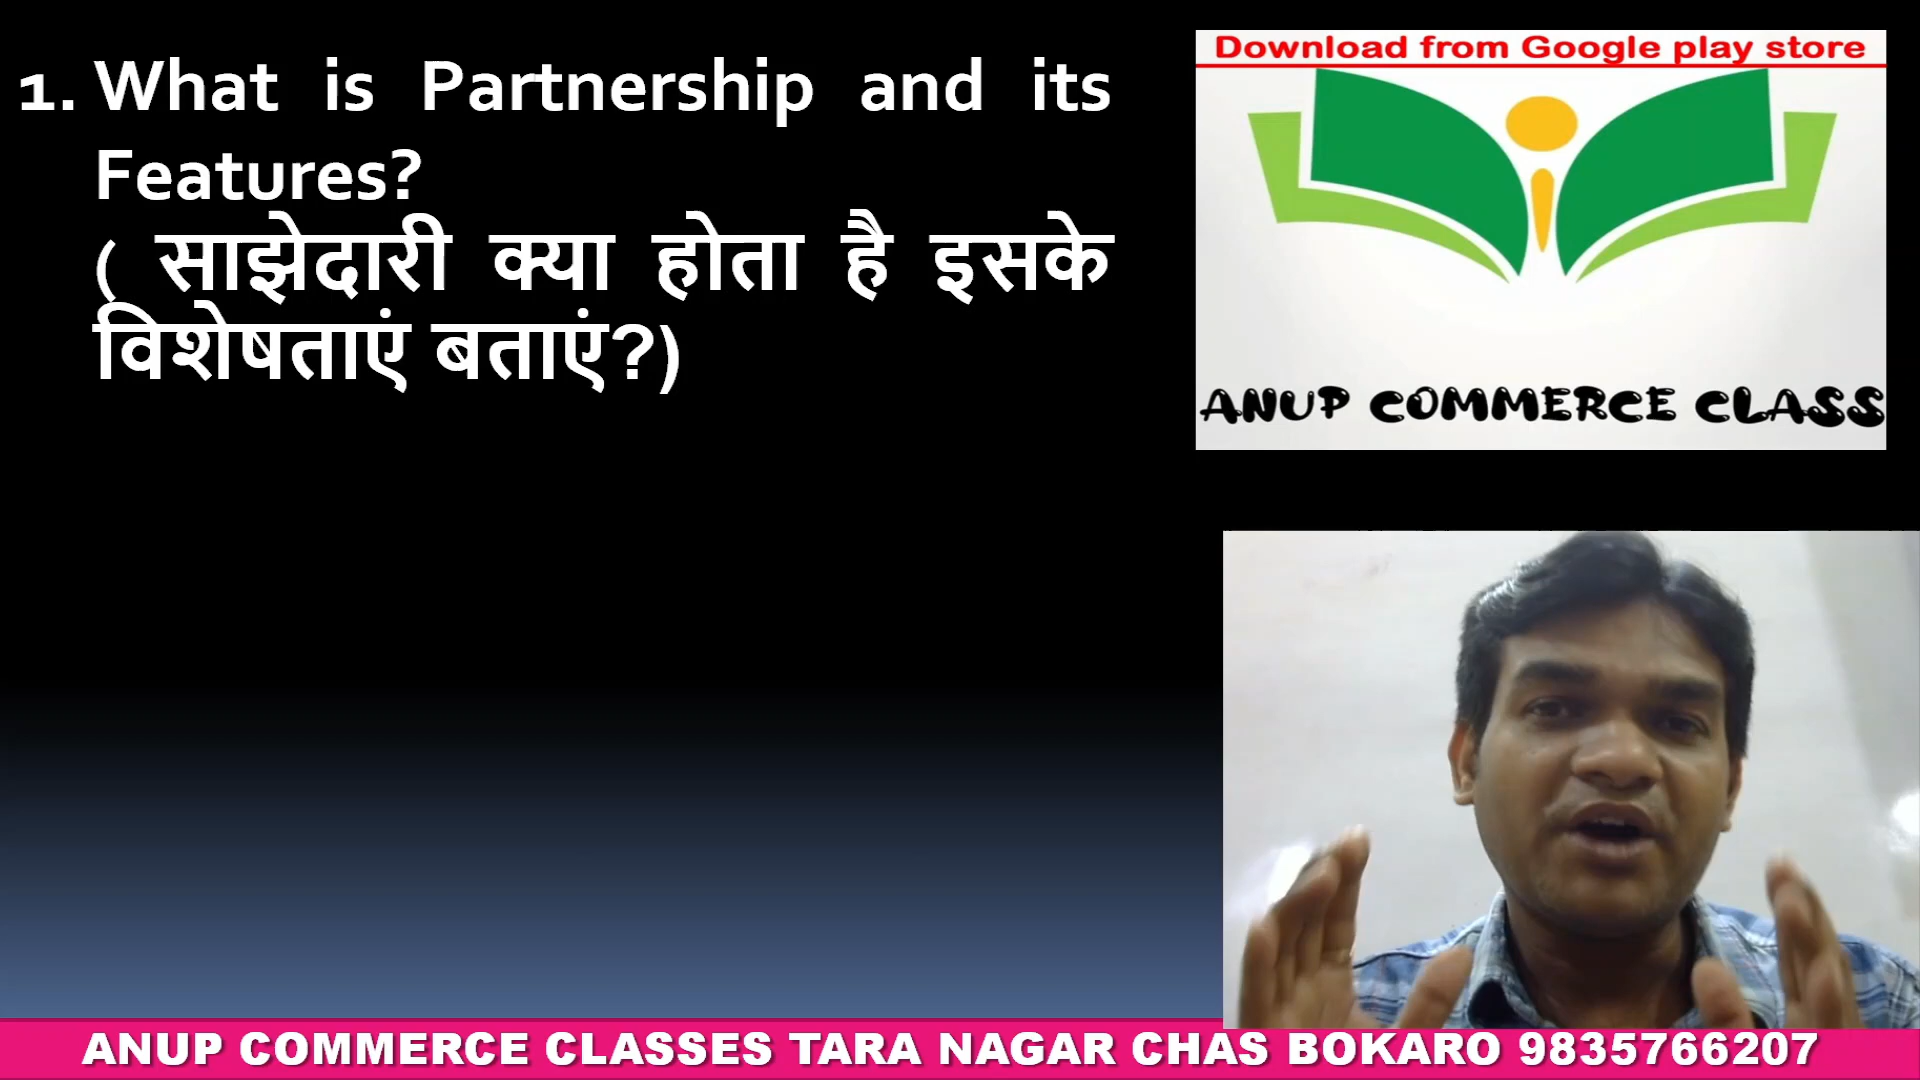 1. What is Partnership and its
Features?
( साझेदारी क्या होता है इसके
विशेषताएं बताएं?)
Download from Google play store
ANUP COMMERCE CLASS
ANUP COMMERCE CLASSES TARA NAGAR CHAS BOKARO 9835766207